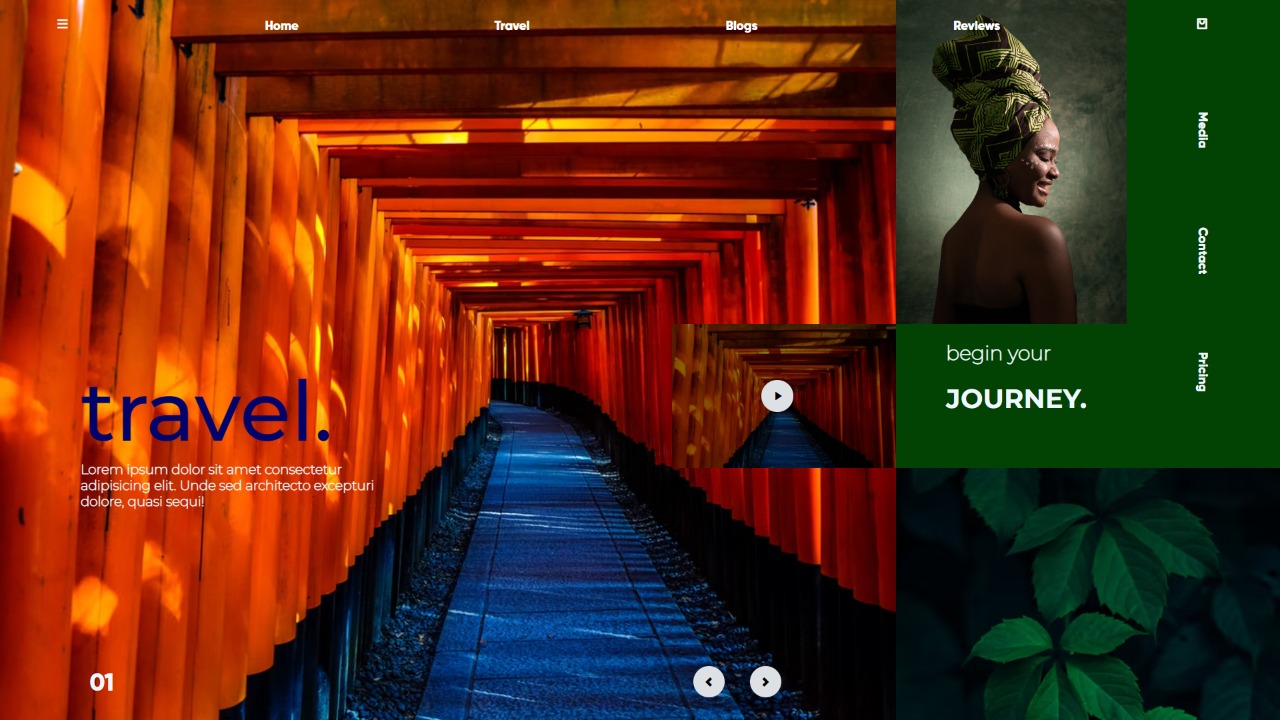 Home
Travel
Blogs
Reviews
Media
Contact
Pricing
begin your
JOURNEY.
travel.
Lorem ipsum dolor sit amet consectetur
adipisicing elit. Unde sed architecto excepturi
dolore, quasi sequi!
01